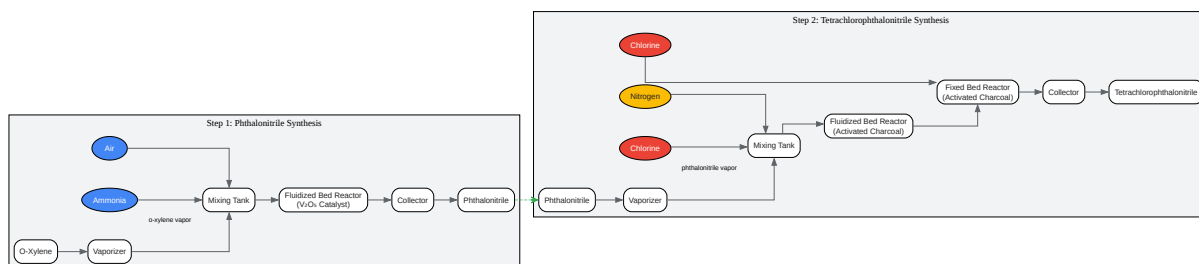 Step 1: Phthalonitrile Synthesis
Air
Ammonia
o-xylene vapor
O-Xylene
Vaporizer
Mixing Tank
Fluidized Bed Reactor
(V₂O₅ Catalyst)
Collector
Phthalonitrile
Step 2: Tetrachlorophthalonitrile Synthesis
Chlorine
Nitrogen
Chlorine
phthalonitrile vapor
Phthalonitrile
Vaporizer
Mixing Tank
Fluidized Bed Reactor
(Activated Charcoal)
Fixed Bed Reactor
(Activated Charcoal)
Collector
Tetrachlorophthalonitrile